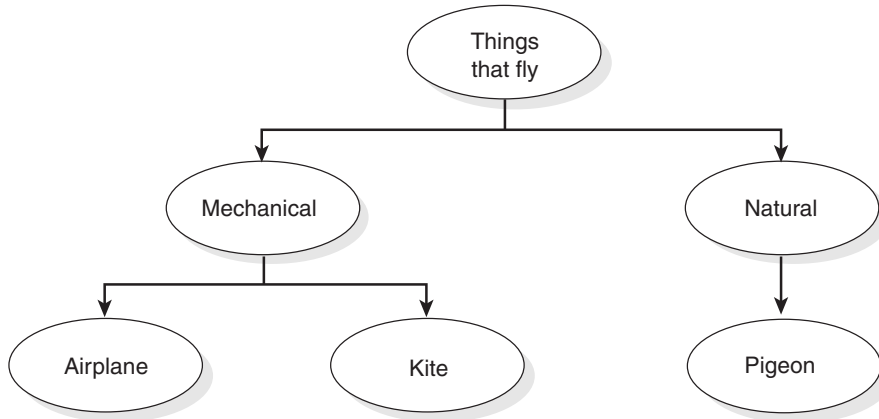 Things
that fly
Mechanical
Natural
Airplane
Kite
Pigeon